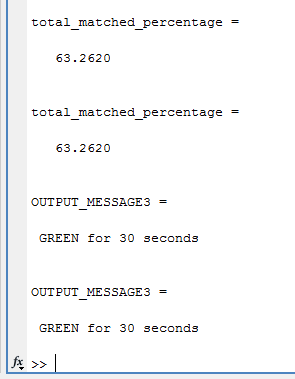 total_matched_percentage =
63.2620
total_matched_percentage =
63.2620
OUTPUT_MESSAGE3 =
GREEN for 30 seconds
OUTPUT_MESSAGE3 =
GREEN for 30 seconds
fx >>